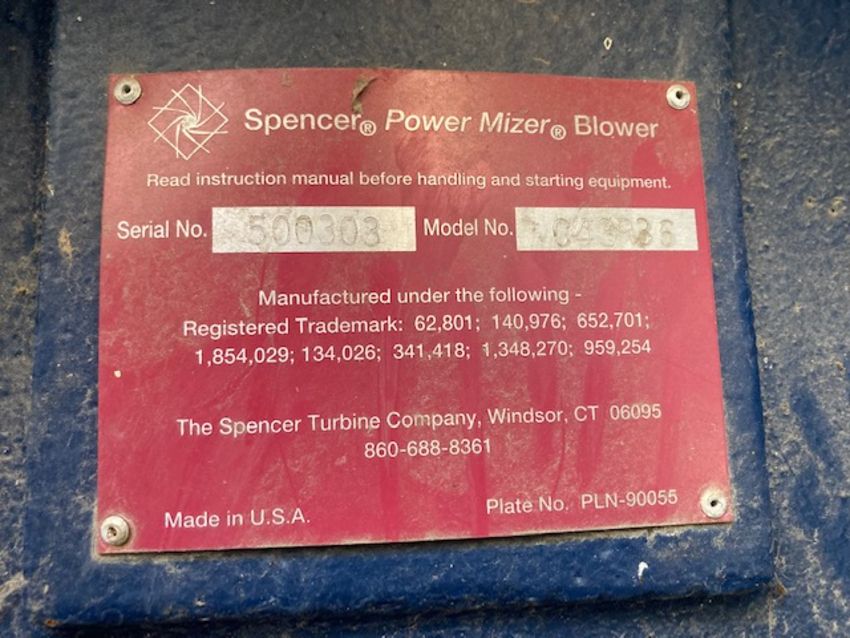 Spencer® Power Mizer® Blower
Read instruction manual before handling and starting equipment.
Serial No. 500303 Model No.
Manufactured under the following -
Registered Trademark: 62,801; 140,976; 652,701;
1,854,029; 134,026; 341,418; 1,348,270; 959,254
The Spencer Turbine Company, Windsor, CT 06095
860-688-8361
Made in U.S.A.
Plate No. PLN-90055